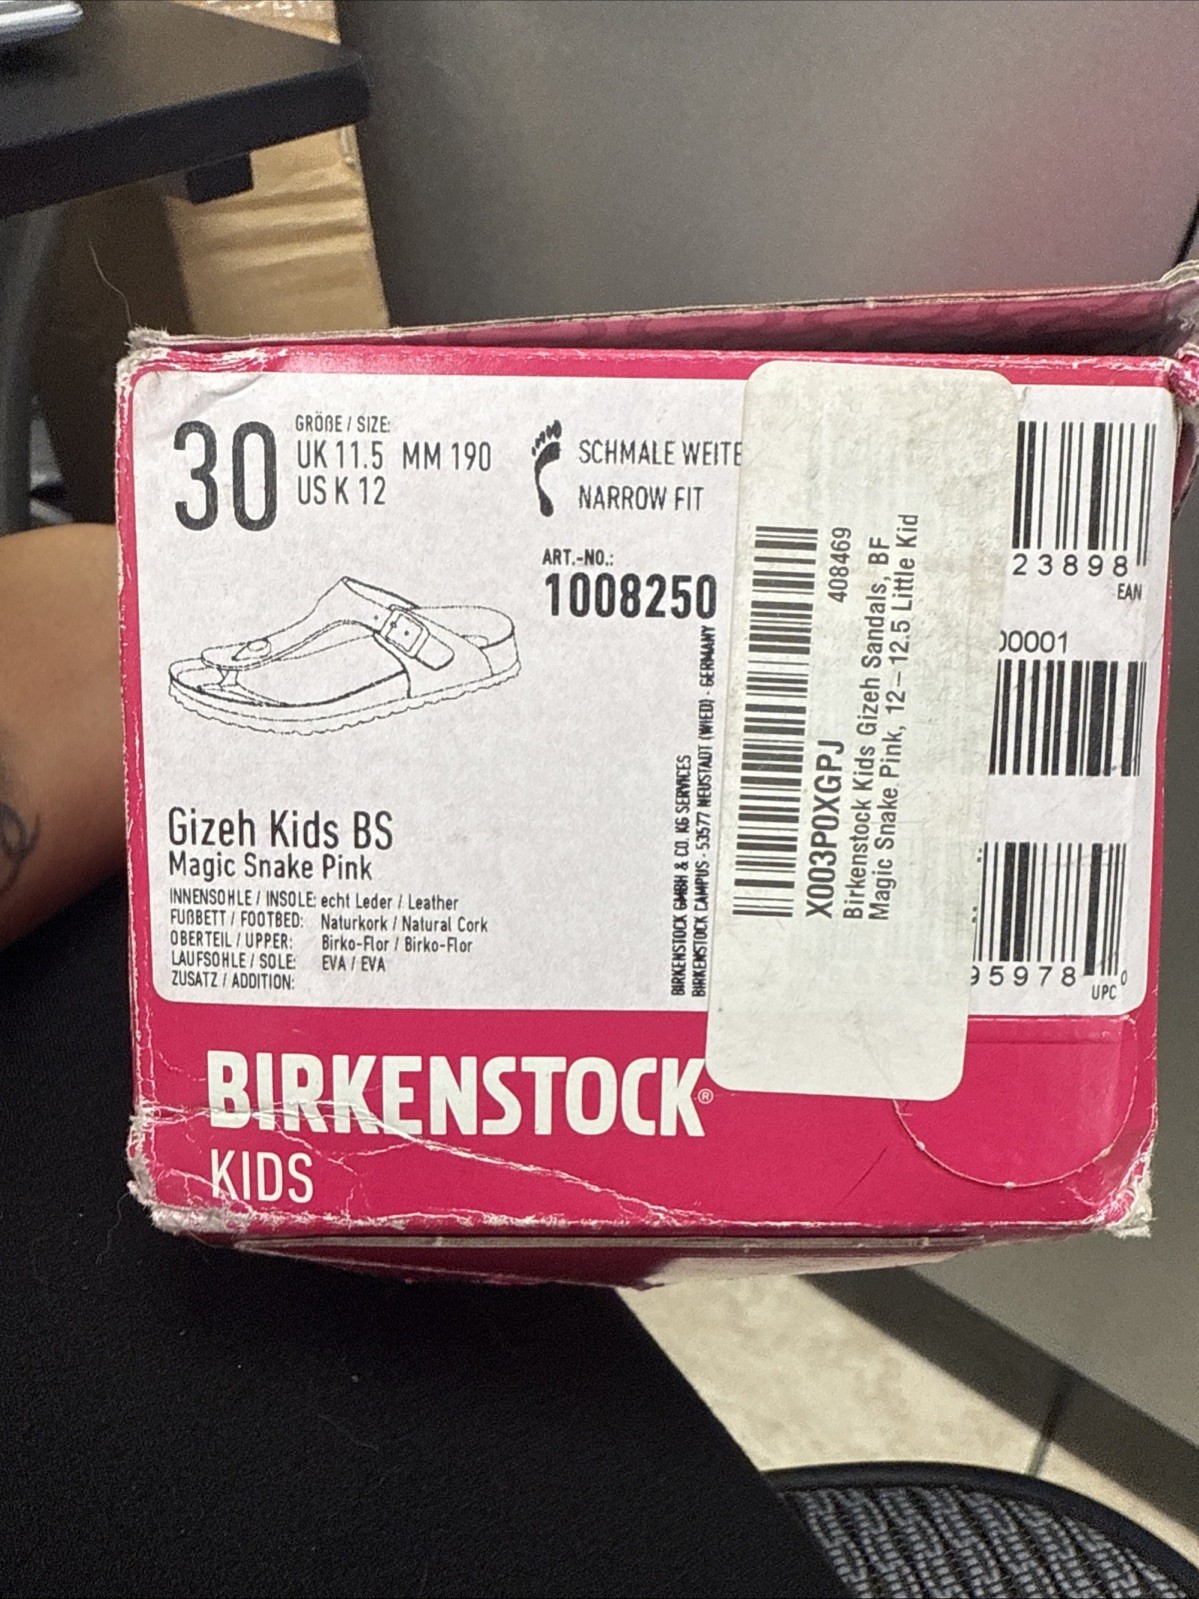 30
GRÖßE / SIZE:
UK 11.5 MM 190
US K 12
SCHMALE WEITE
NARROW FIT
ART.-NO.:
1008250
Gizeh Kids BS
Magic Snake Pink
INNENSOHLE / INSOLE: echt Leder / Leather
FUßBETT / FOOTBED: Naturkork / Natural Cork
OBERTEIL / UPPER: Birko-Flor / Birko-Flor
LAUFSOHLE / SOLE: EVA / EVA
ZUSATZ / ADDITION:
BIRKENSTOCK GMBH & CO. KG SERVICES
BIRKENSTOCK CAMPUS - 53577 NEUSTADT (WIED) - GERMANY
X003P0XGPJ 408469
Birkenstock Kids Gizeh Sandals, BF
Magic Snake Pink, 12-12.5 Little Kid
23898
EAN
00001
95978 0
UPC
BIRKENSTOCK®
KIDS